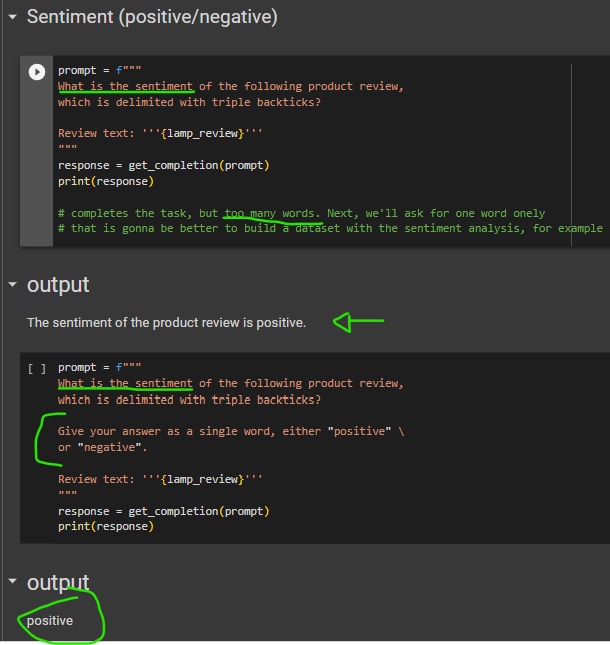 Sentiment (positive/negative)
prompt = f"""
What is the sentiment of the following product review,
which is delimited with triple backticks?
Review text: '''{lamp_review}'''
"""
response = get_completion(prompt)
print(response)
# completes the task, but too many words. Next, we'll ask for one word onely
# that is gonna be better to build a dataset with the sentiment analysis, for example
output
The sentiment of the product review is positive.
[ ] prompt = f"""
What is the sentiment of the following product review,
which is delimited with triple backticks?
Give your answer as a single word, either "positive" \
or "negative".
Review text: '''{lamp_review}'''
"""
response = get_completion(prompt)
print(response)
output
positive